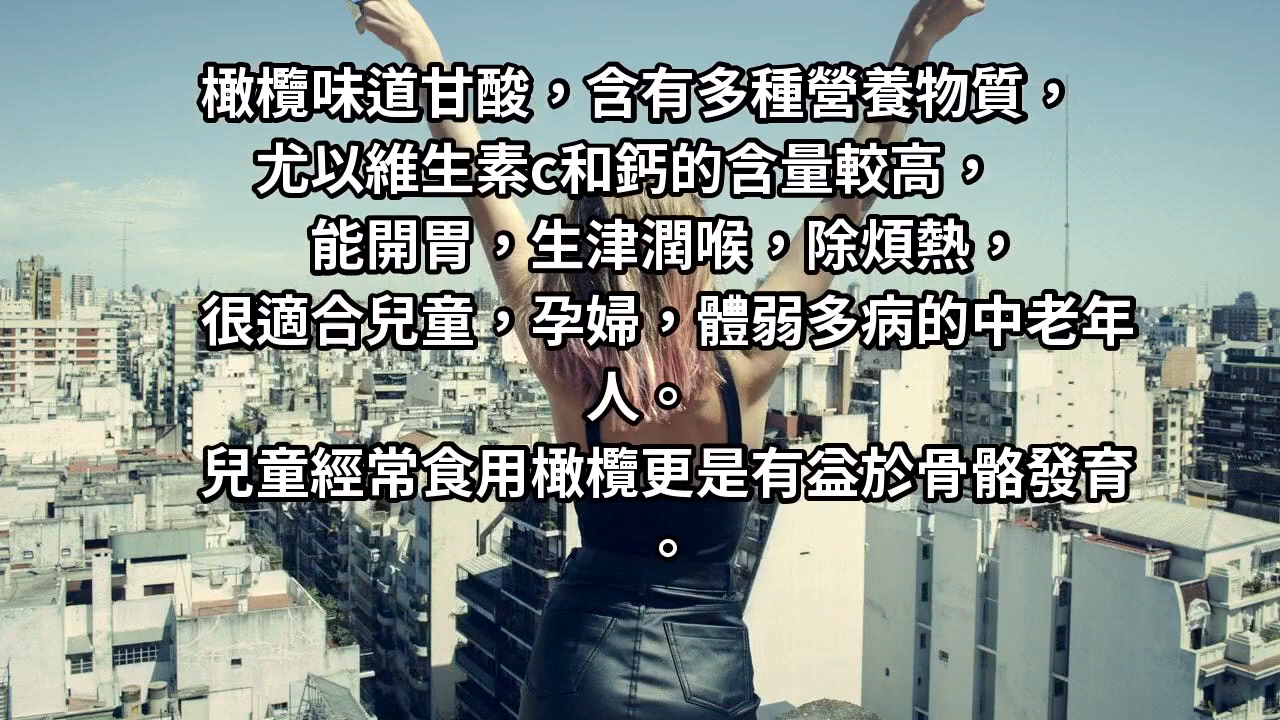 橄欖味道甘酸，含有多種營養物質，
尤以維生素c和鈣的含量較高，
能開胃，生津潤喉，除煩熱，
很適合兒童，孕婦，體弱多病的中老年
人。
兒童經常食用橄欖更是有益於骨骼發育
。